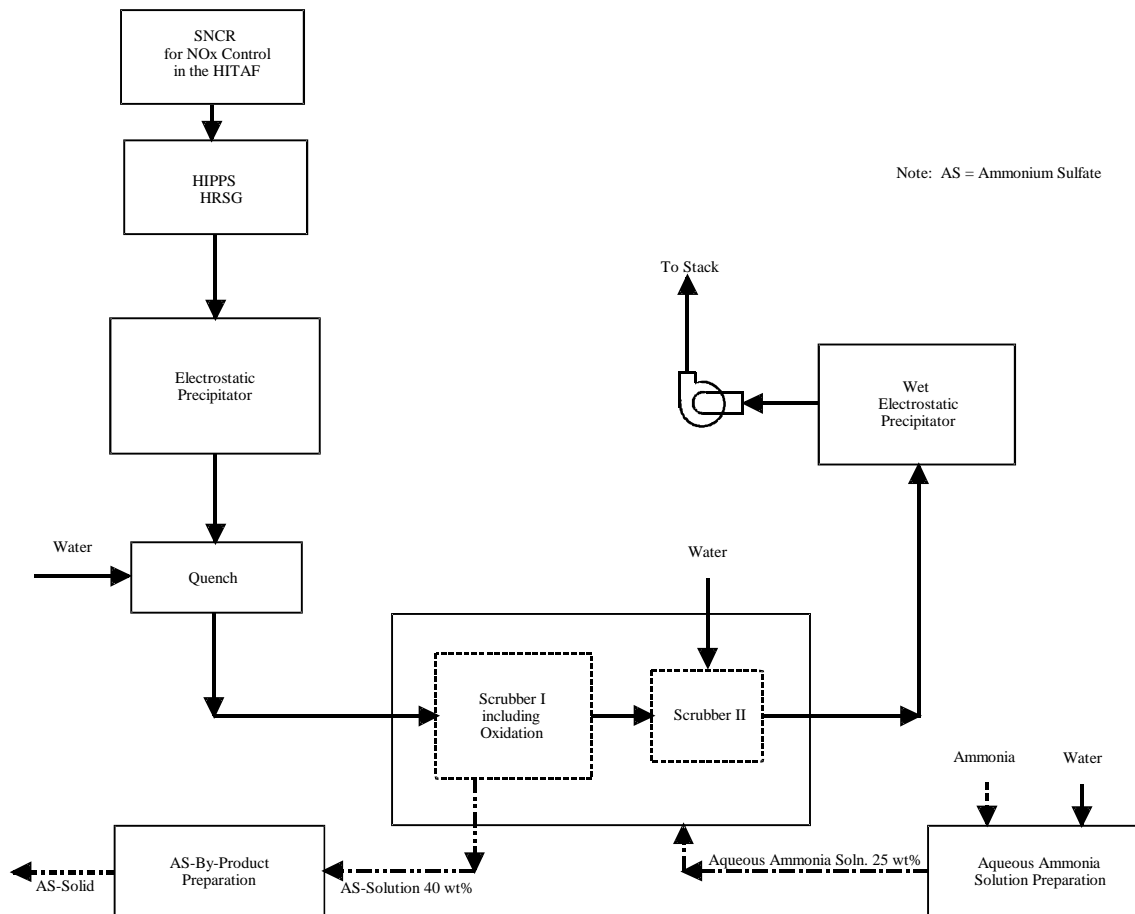 SNCR
for NOx Control
in the HITAF
HIPPS
HRSG
Note:  AS = Ammonium Sulfate
To Stack
Electrostatic
Precipitator
Wet
Electrostatic
Precipitator
Water
Quench
Water
Scrubber I
including
Oxidation
Scrubber II
Ammonia
Water
AS-By-Product
Preparation
AS-Solid
AS-Solution 40 wt%
Aqueous Ammonia Soln. 25 wt%
Aqueous Ammonia
Solution Preparation